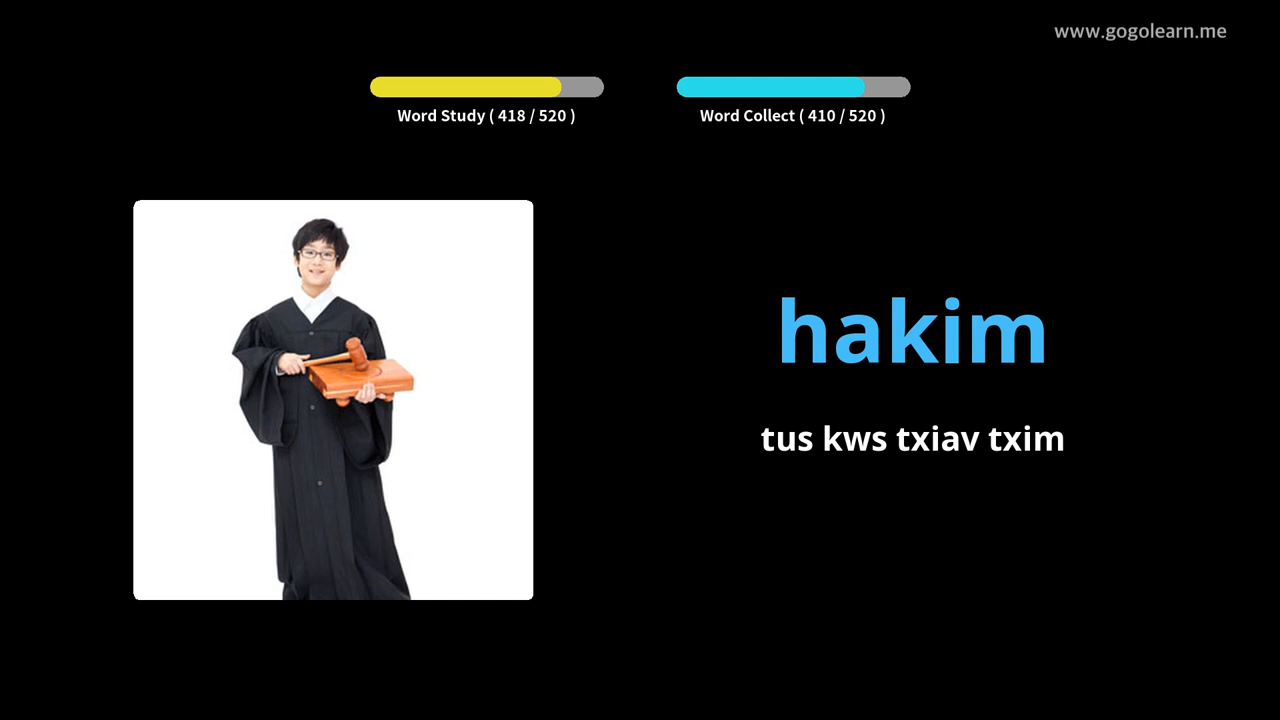 www.gogolearn.me
Word Study ( 418 / 520 )
Word Collect ( 410 / 520 )
hakim
tus kws txiav txim